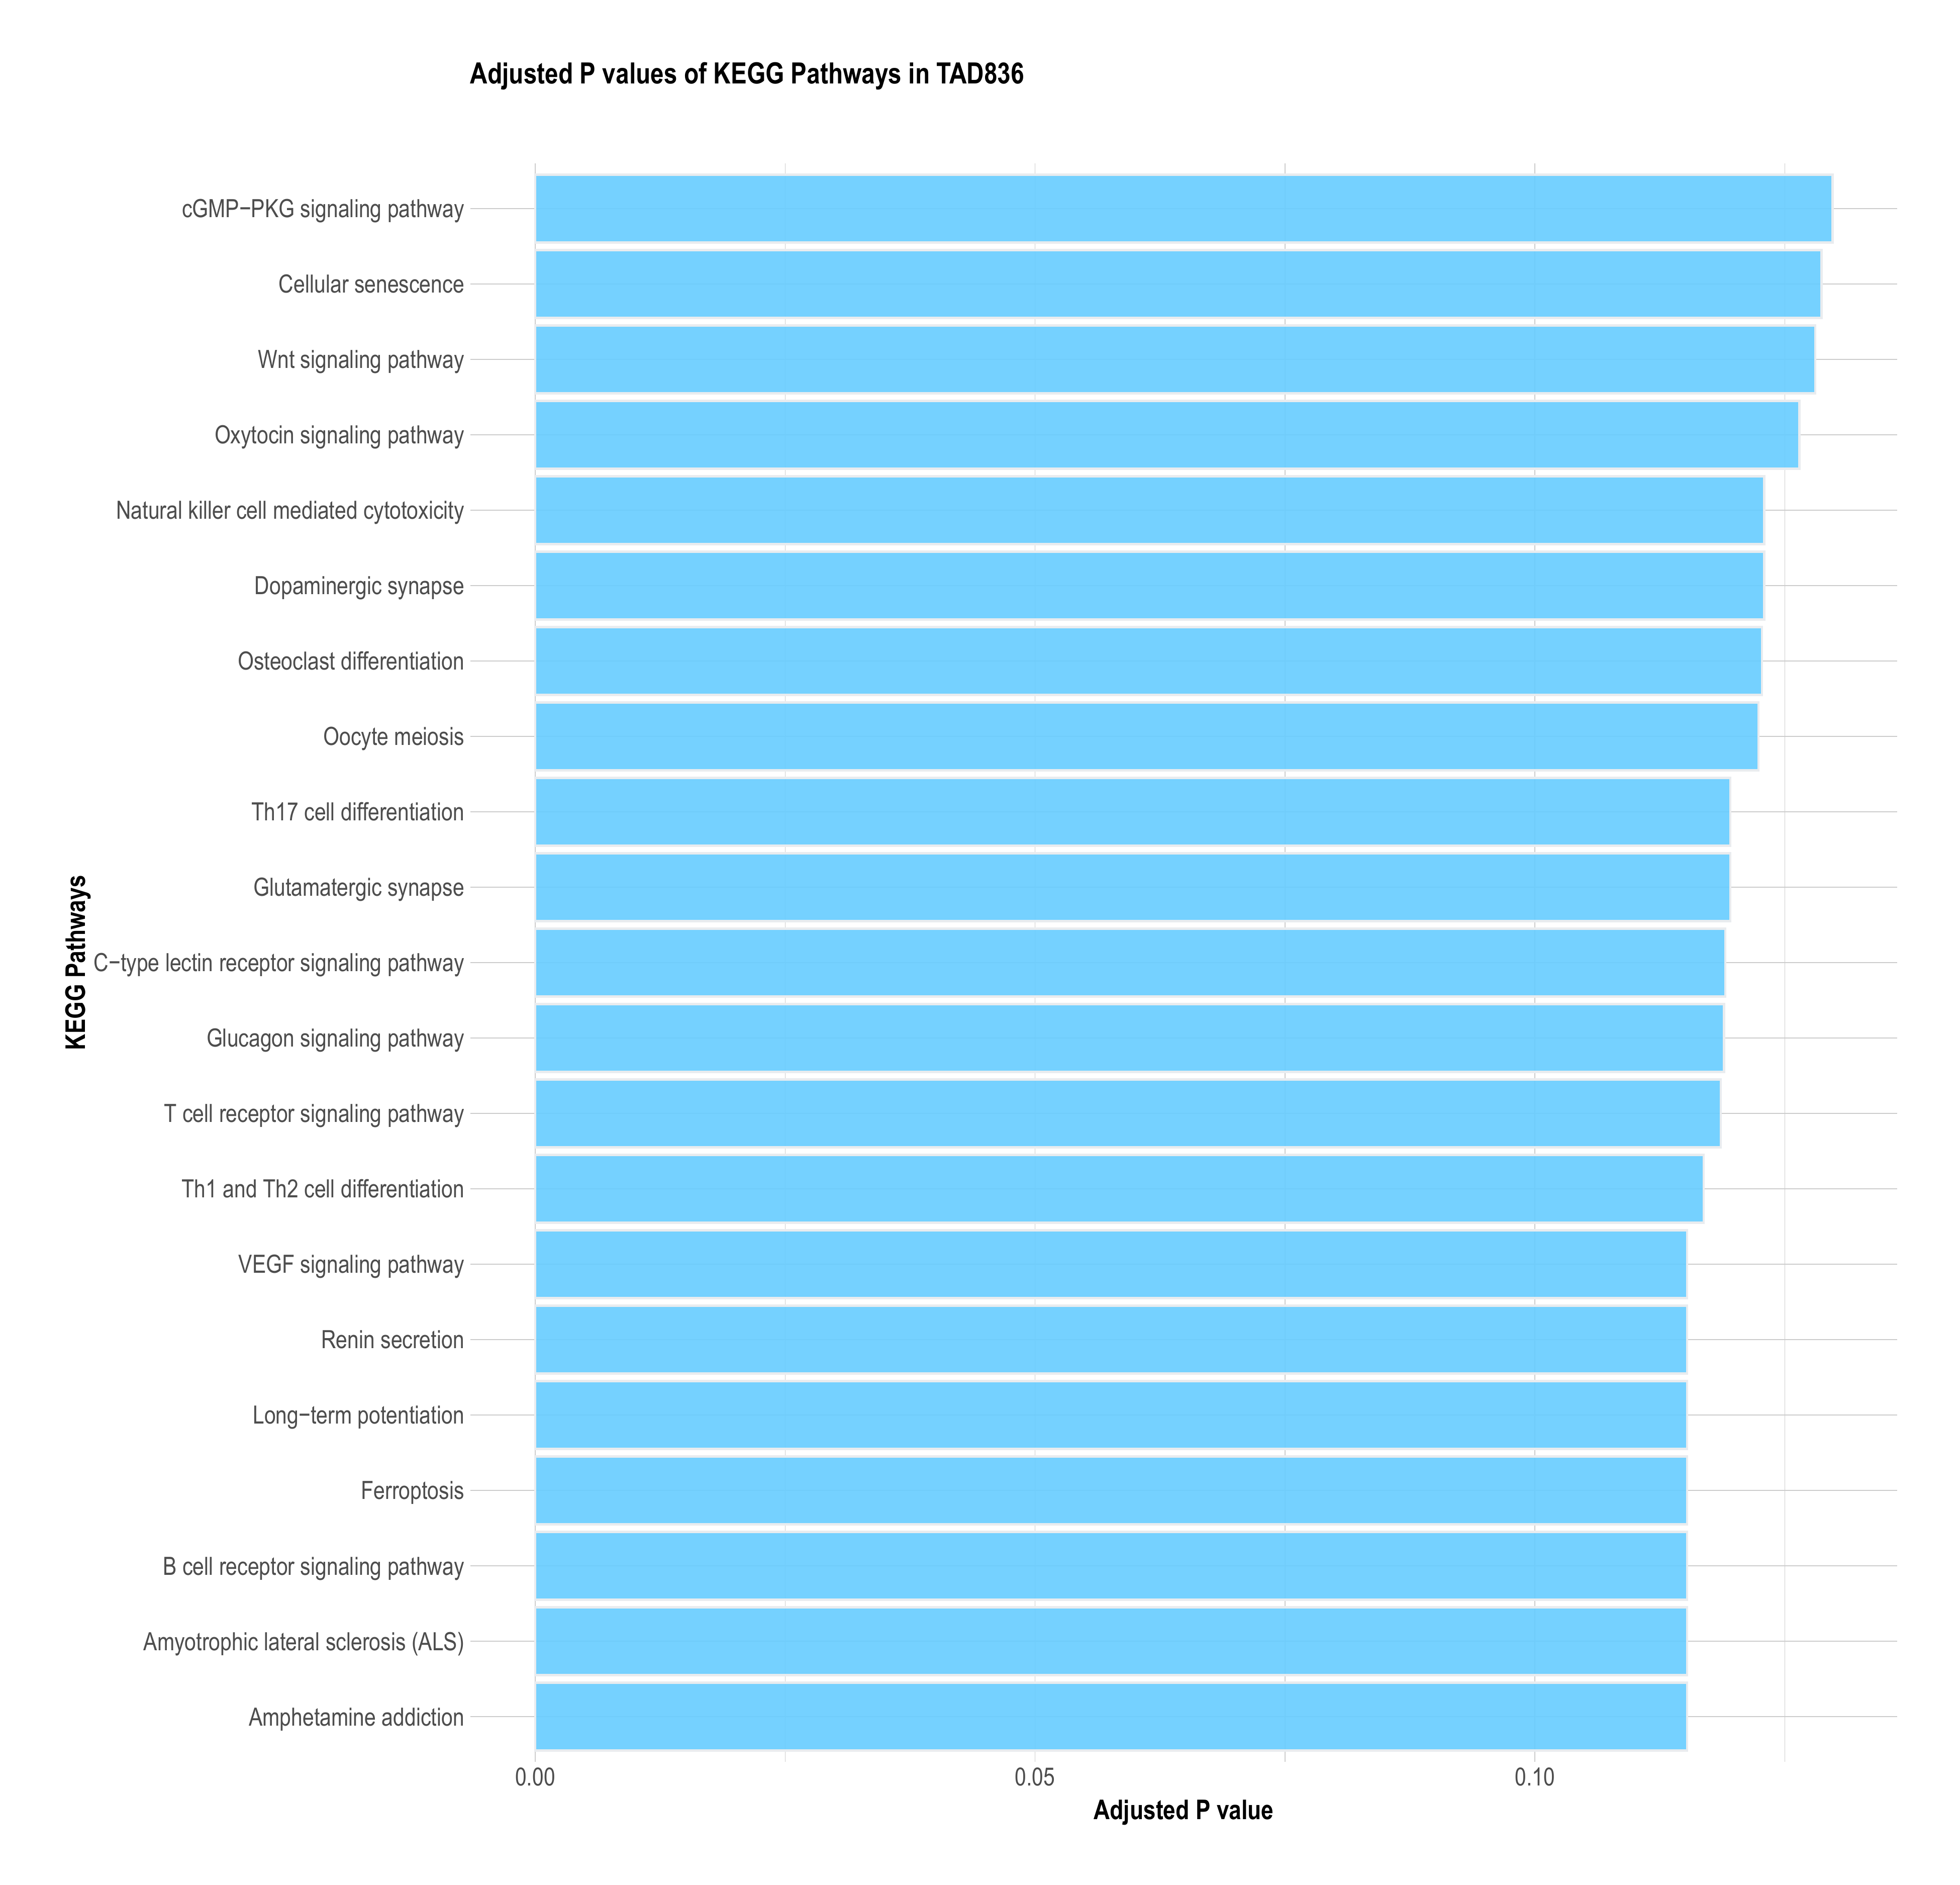 Adjusted P values of KEGG Pathways in TAD836
cGMP−PKG signaling pathway
Cellular senescence
Wnt signaling pathway
Oxytocin signaling pathway
Natural killer cell mediated cytotoxicity
Dopaminergic synapse
Osteoclast differentiation
Oocyte meiosis
Th17 cell differentiation
Glutamatergic synapse
C−type lectin receptor signaling pathway
Glucagon signaling pathway
T cell receptor signaling pathway
Th1 and Th2 cell differentiation
VEGF signaling pathway
Renin secretion
Long−term potentiation
Ferroptosis
B cell receptor signaling pathway
Amyotrophic lateral sclerosis (ALS)
Amphetamine addiction
KEGG Pathways
0.00 0.05 0.10
Adjusted P value